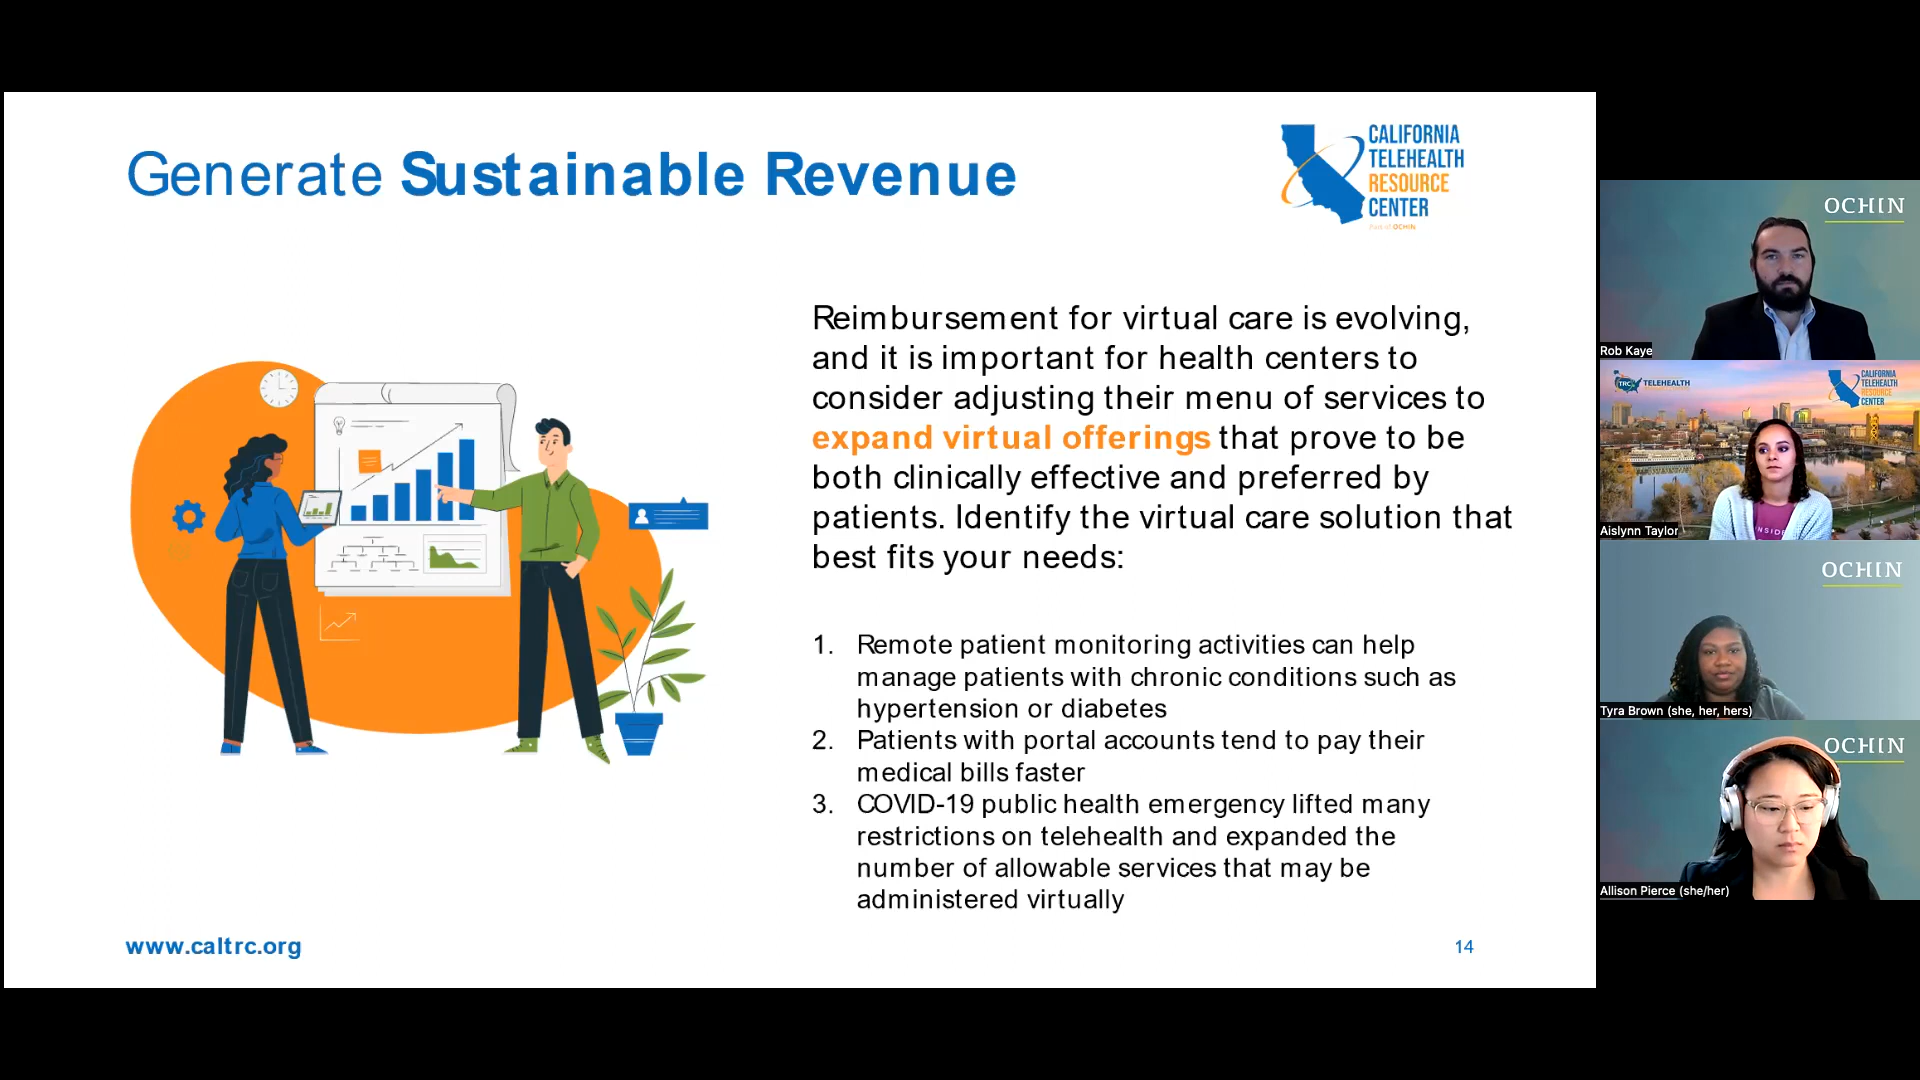 Generate Sustainable Revenue
CALIFORNIA
TELEHEALTH
RESOURCE
CENTER
Part of OCHIN
Reimbursement for virtual care is evolving,
and it is important for health centers to
consider adjusting their menu of services to
expand virtual offerings that prove to be
both clinically effective and preferred by
patients. Identify the virtual care solution that
best fits your needs:
1. Remote patient monitoring activities can help
manage patients with chronic conditions such as
hypertension or diabetes
2. Patients with portal accounts tend to pay their
medical bills faster
3. COVID-19 public health emergency lifted many
restrictions on telehealth and expanded the
number of allowable services that may be
administered virtually
www.caltrc.org
14
OCHIN
Rob Kaye
TRC TELEHEALTH
CALIFORNIA
TELEHEALTH
RESOURCE
CENTER
NSIDE
Aislynn Taylor
OCHIN
Tyra Brown (she, her, hers)
OCHIN
Allison Pierce (she/her)